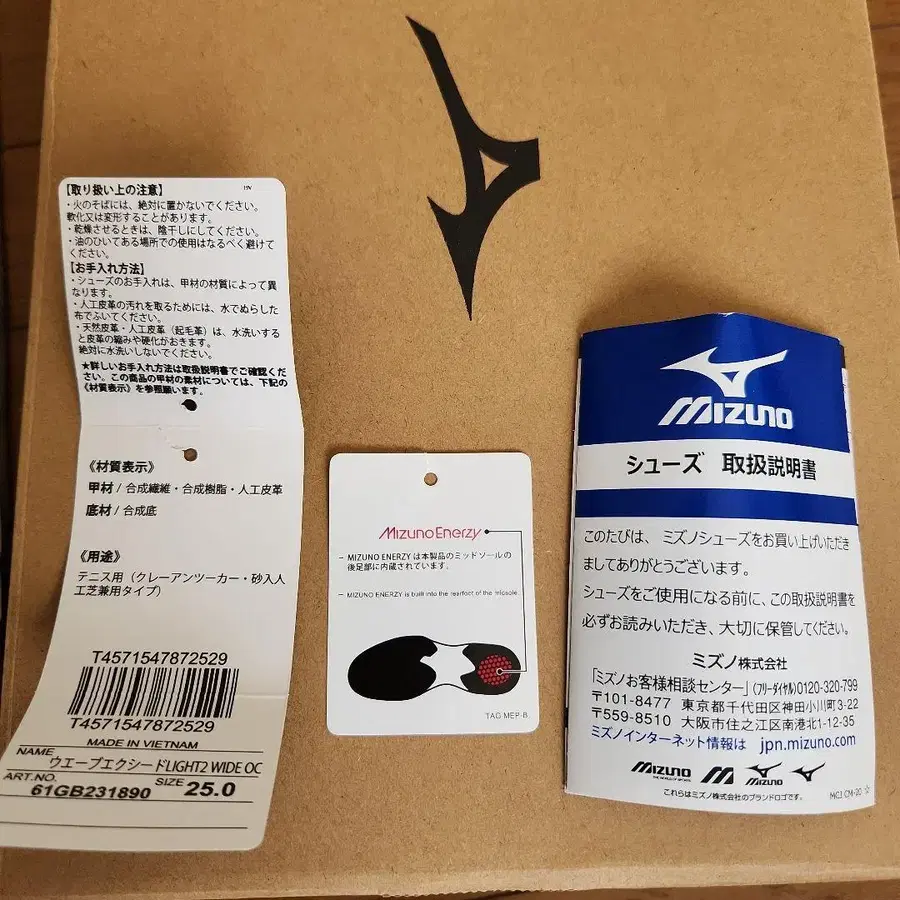 【取り扱い上の注意】
・火のそばには、絶対に置かないでください。
軟化又は変形することがあります。
・乾燥させるときは、陰干しにしてください。
・油のひいてある場所での使用はなるべく避けて
ください。
【お手入れ方法】
・シューズのお手入れは、甲材の材質によって異
なります。
・人工皮革の汚れを取るためには、水でぬらした
布でふいてください。
・天然皮革・人工皮革（起毛革）は、水洗いする
と皮革の縮みや硬化がおきます。
絶対に水洗いしないでください。
★詳しいお手入れ方法は取扱説明書でご確認くだ
さい。この商品の甲材の素材については、下記の
《材質表示》を参照願います。
《材質表示》
甲材 / 合成繊維・合成樹脂・人工皮革
底材 / 合成底
《用途》
テニス用（クレーアンツーカー・砂入人
工芝兼用タイプ）
T4571547872529
T4571547872529
MADE IN VIETNAM
NAME ウエーブエクシードLIGHT2 WIDE OC
ART.NO. 61GB231890 SIZE 25.0
MizunoEnerzy
MIZUNO ENERZY は本製品のミッドソールの
後足部に内蔵されています。
MIZUNO ENERZY is built into the rearfoot of the midsole.
TAG MEP-B
MIZUNO
シューズ 取扱説明書
このたびは、ミズノシューズをお買い上げいただき
ましてありがとうございます。
シューズをご使用になる前に、この取扱説明書を
必ずお読みいただき、大切に保管してください。
ミズノ株式会社
「ミズノお客様相談センター」（フリーダイヤル）0120-320-799
〒101-8477 東京都千代田区神田小川町3-22
〒559-8510 大阪市住之江区南港北1-12-35
ミズノインターネット情報は jpn.mizuno.com
MIZUNO
THE WORLD OF SPORTS
MIZUNO
これらはミズノ株式会社のブランドロゴです。
MC1 CM-20 ☆